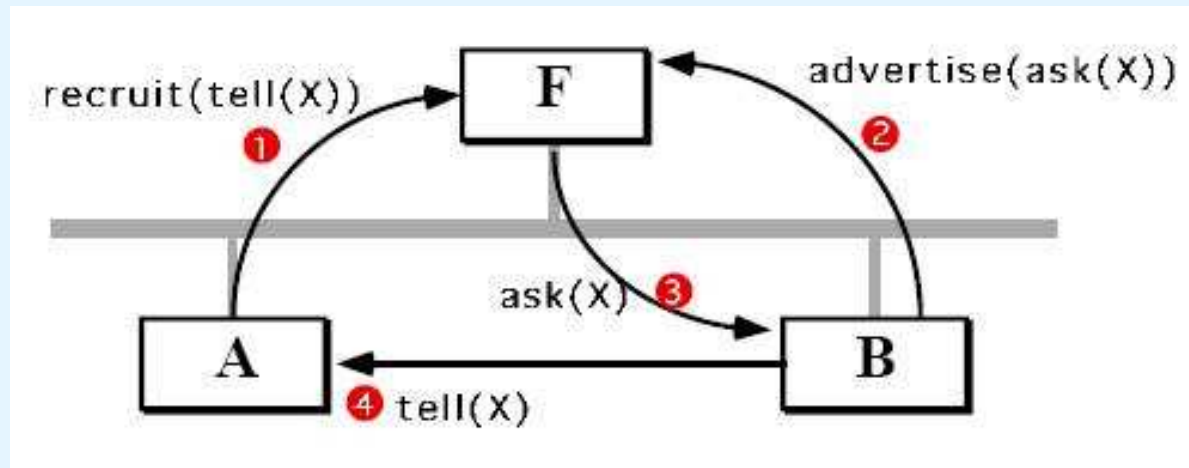 F
recruit(tell(X))
advertise(ask(X))
1
2
ask(X)
3
A
B
4 tell(X)